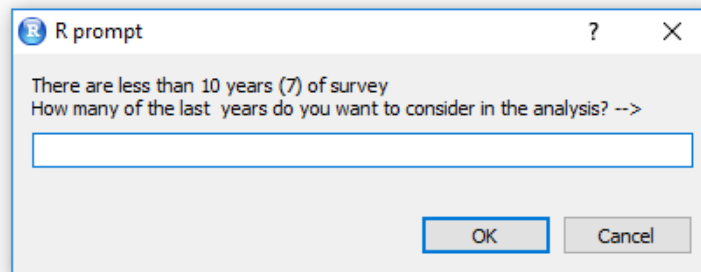 R prompt
There are less than 10 years (7) of survey
How many of the last years do you want to consider in the analysis? -->
OK
Cancel